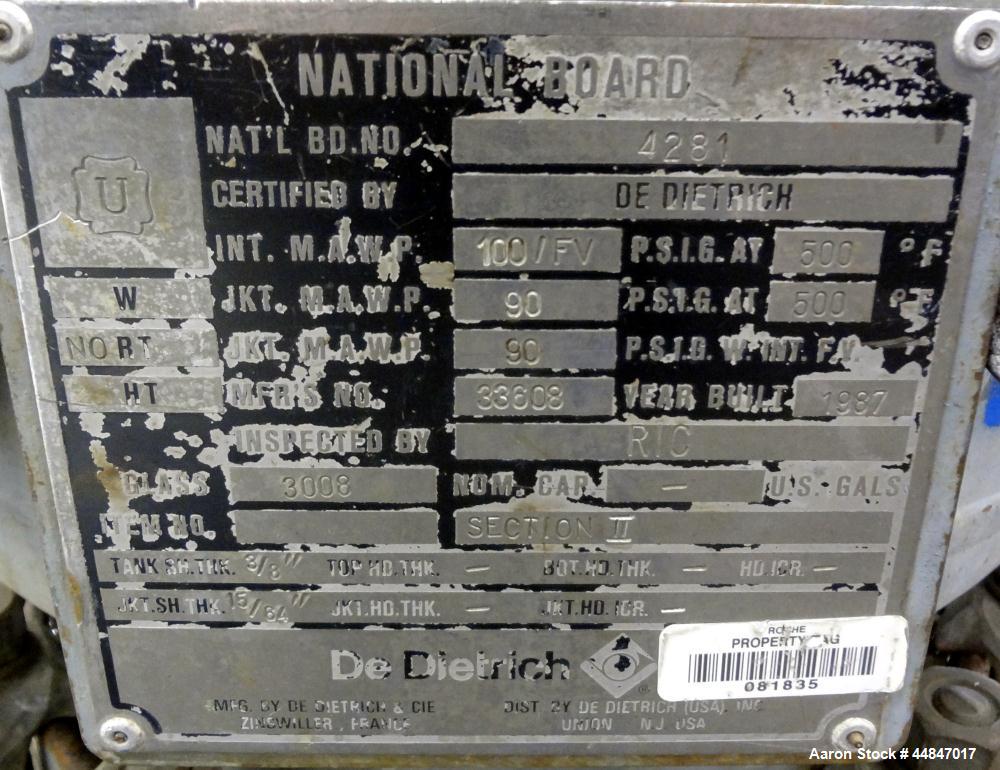 NATIONAL BOARD
U
NAT'L BD. NO. 4281
CERTIFIED BY DE DIETRICH
INT. M.A.W.P. 100/FV P.S.I.G. AT 500 °F
W JKT. M.A.W.P. 90 P.S.I.G. AT 500 °F
NO RT JKT. M.A.W.P. 90 P.S.I.G. W. INT. F.V.
HT MFR'S NO. 33608 YEAR BUILT 1987
INSPECTED BY RIC
GLASS 3008 NOM. CAP. — U.S. GALS
ITEM NO. SECTION II
TANK SH.THK. 3/8" TOP HD.THK. — BOT.HD.THK. — HD.ICR. —
JKT.SH.THK. 15/64" JKT.HD.THK. — JKT.HD.ICR. —
De Dietrich ®
MFG. BY DE DIETRICH & CIE DIST. BY DE DIETRICH (USA), INC
ZINSWILLER, FRANCE UNION NJ USA
ROCHE
PROPERTY TAG
081835
Aaron Stock # 44847017